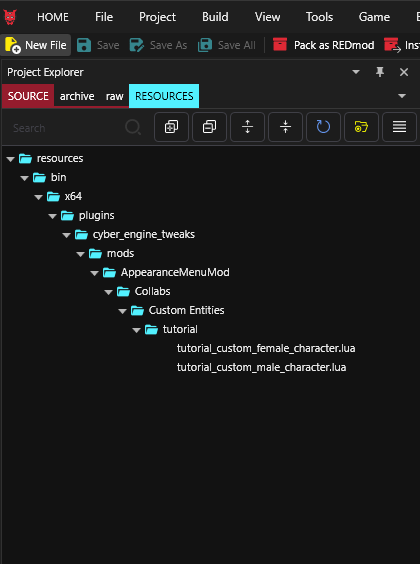 HOME File Project Build View Tools Game
New File Save Save As Save All Pack as REDmod Inst
Project Explorer
SOURCE archive raw RESOURCES
Search
resources
bin
x64
plugins
cyber_engine_tweaks
mods
AppearanceMenuMod
Collabs
Custom Entities
tutorial
tutorial_custom_female_character.lua
tutorial_custom_male_character.lua